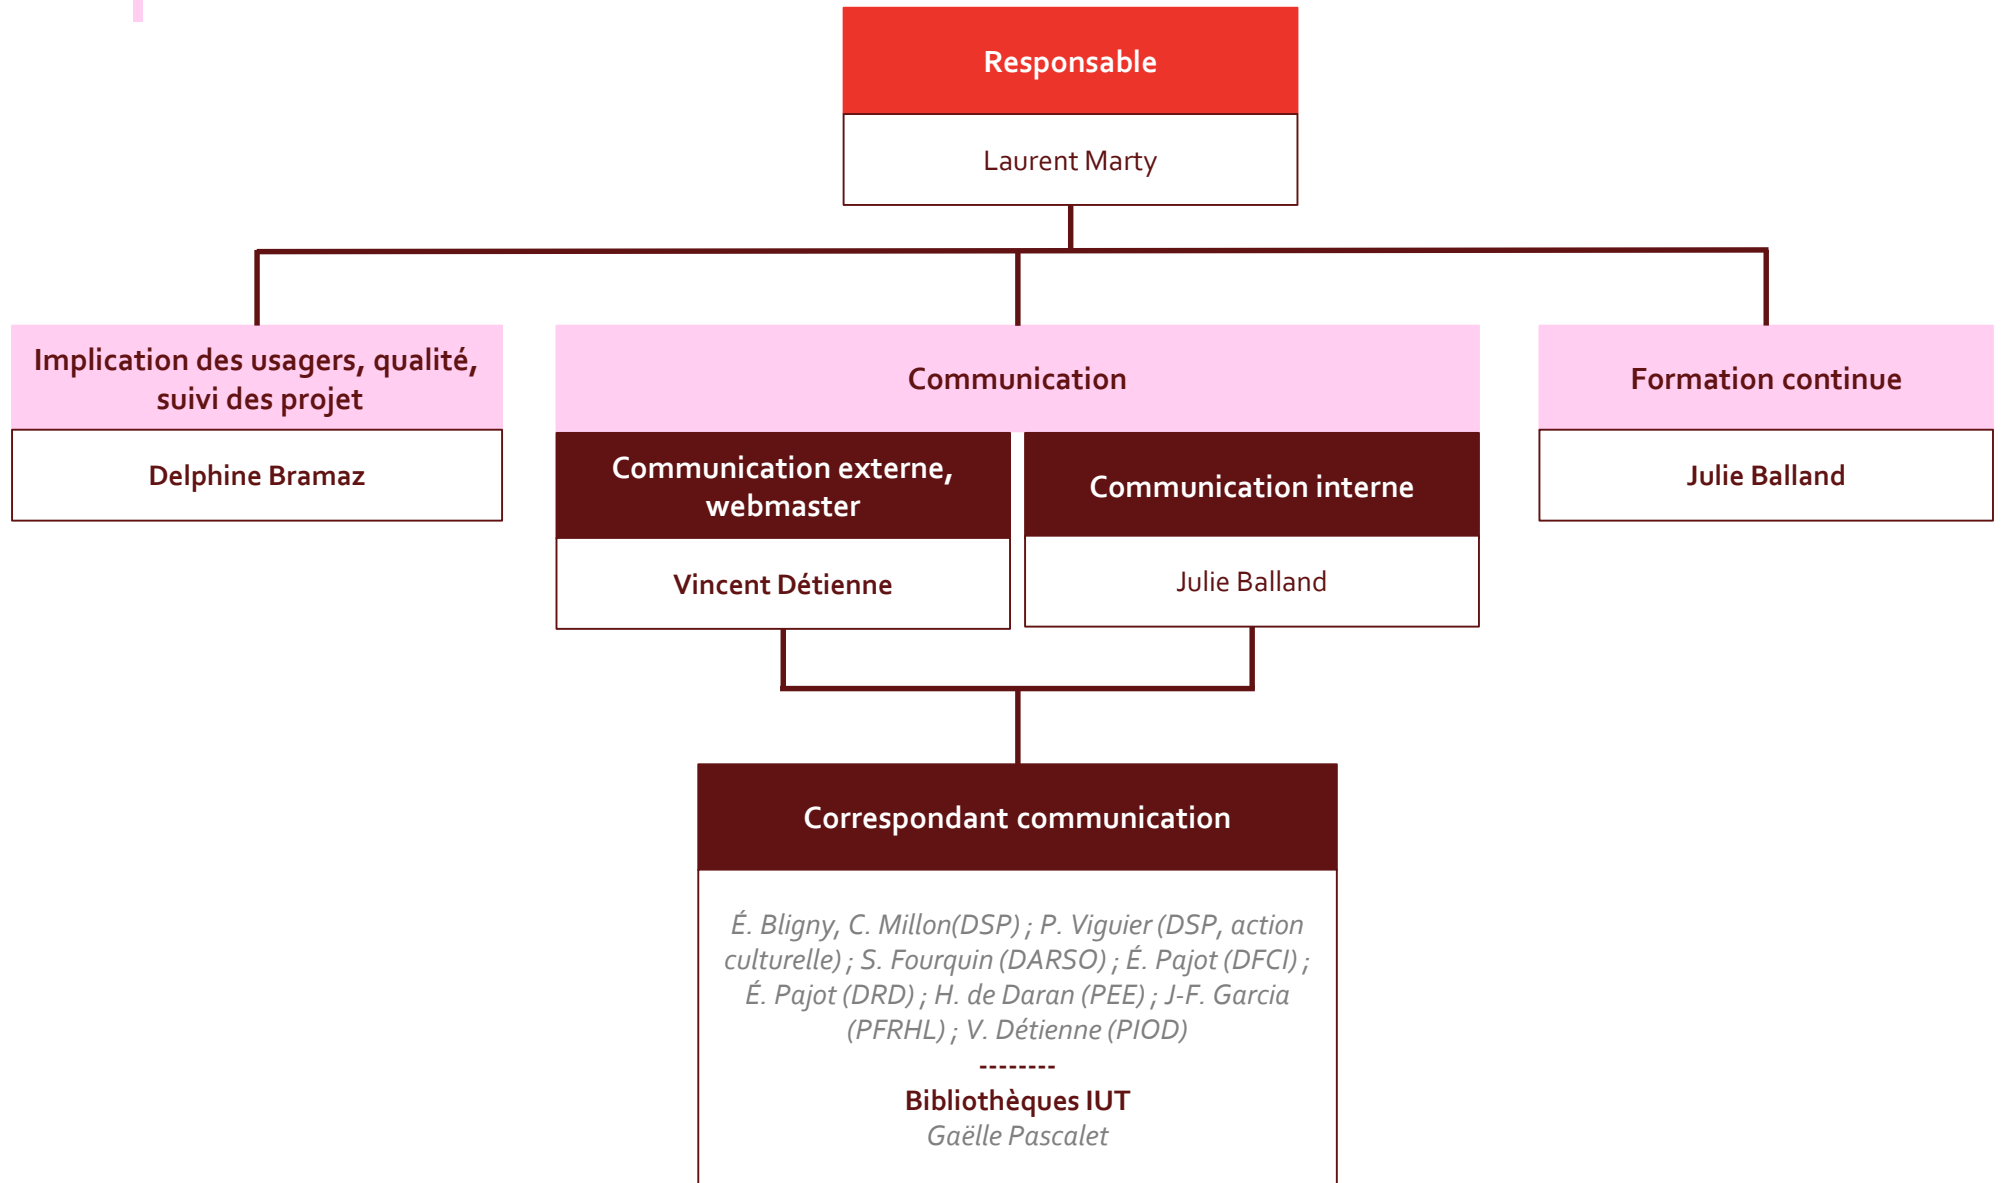 Responsable
Laurent Marty
Implication des usagers, qualité,
suivi des projet
Delphine Bramaz
Communication
Communication externe,
webmaster
Vincent Détienne
Communication interne
Julie Balland
Formation continue
Julie Balland
Correspondant communication
É. Bligny, C. Millon(DSP) ; P. Viguier (DSP, action
culturelle) ; S. Fourquin (DARSO) ; É. Pajot (DFCI) ;
É. Pajot (DRD) ; H. de Daran (PEE) ; J-F. Garcia
(PFRHL) ; V. Détienne (PIOD)
--------
Bibliothèques IUT
Gaëlle Pascalet